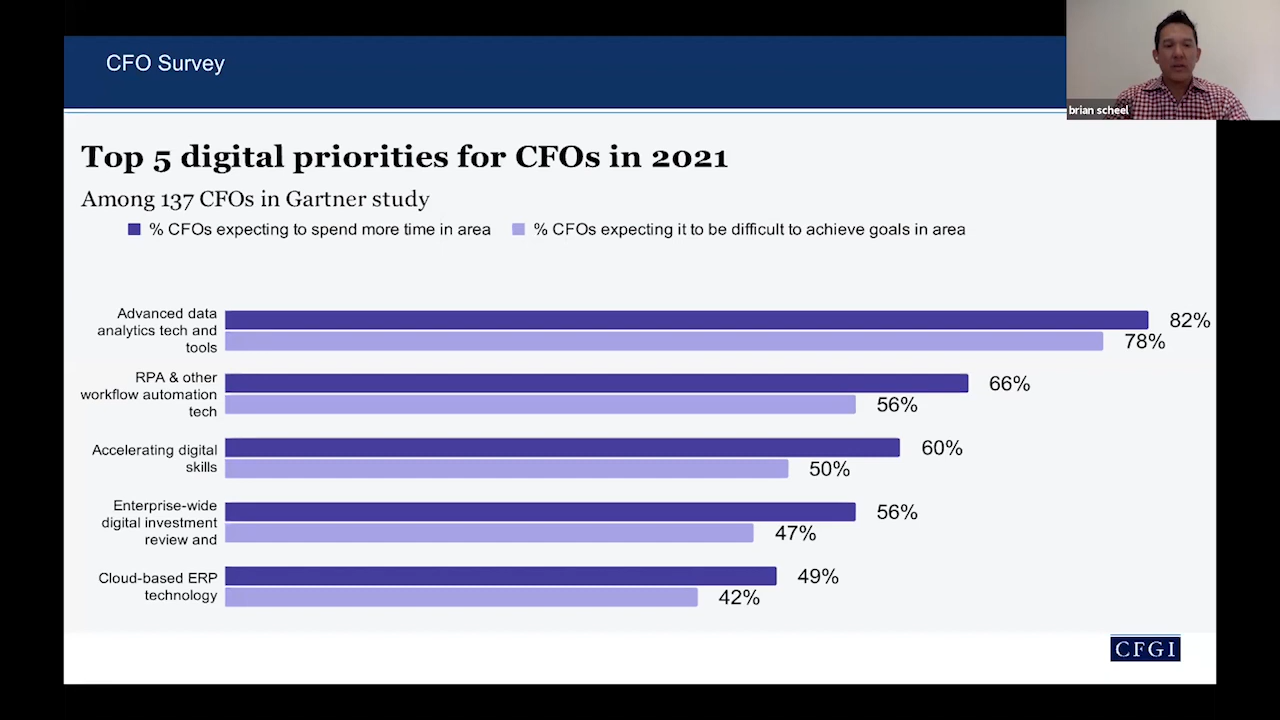 CFO Survey
brian scheel
Top 5 digital priorities for CFOs in 2021
Among 137 CFOs in Gartner study
% CFOs expecting to spend more time in area
% CFOs expecting it to be difficult to achieve goals in area
Advanced data
analytics tech and
tools
82%
78%
RPA & other
workflow automation
tech
66%
56%
Accelerating digital
skills
60%
50%
Enterprise-wide
digital investment
review and
56%
47%
Cloud-based ERP
technology
49%
42%
CFGI